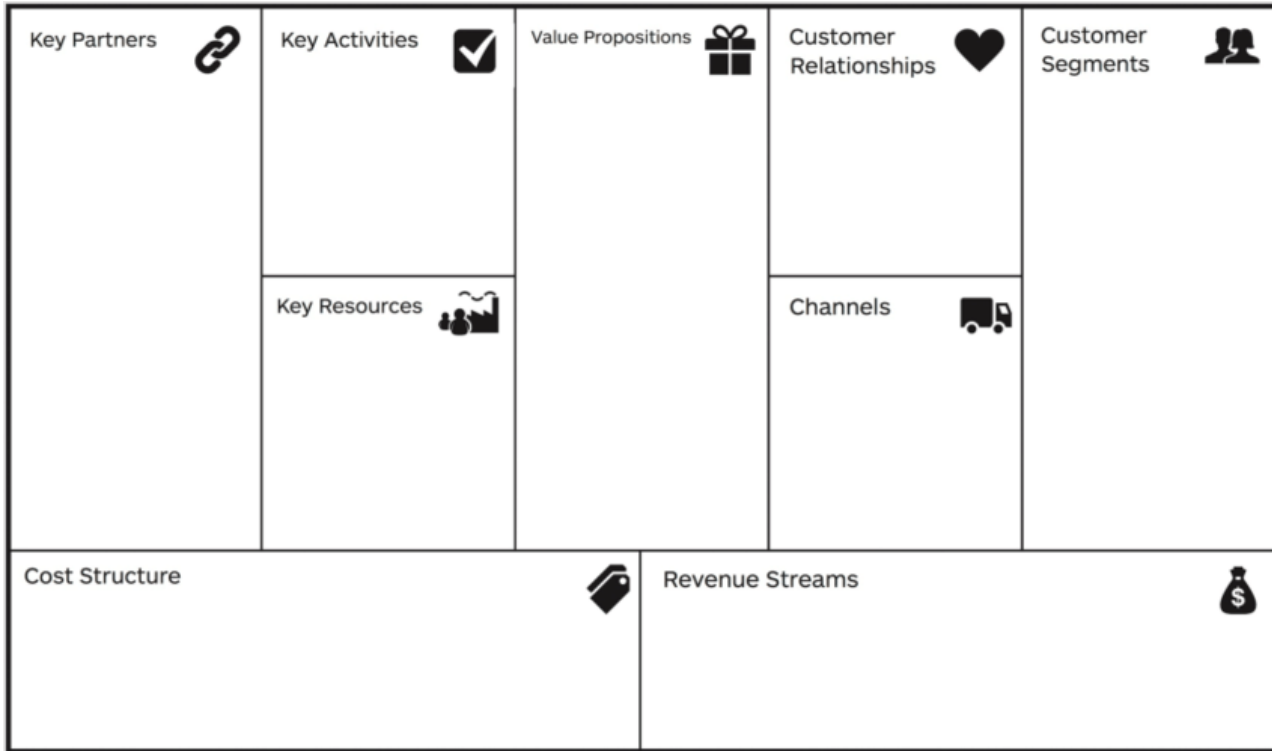 Key Partners
Key Activities
Value Propositions
Customer
Relationships
Customer
Segments
Key Resources
Channels
Cost Structure
Revenue Streams
$